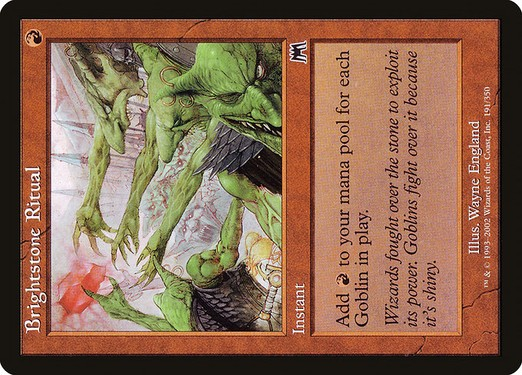 Brightstone Ritual
Instant
Add to your mana pool for each
Goblin in play.
Wizards fought over the stone to exploit
its power. Goblins fight over it because
it's shiny.
Illus. Wayne England
™ & © 1993-2002 Wizards of the Coast, Inc. 191/350